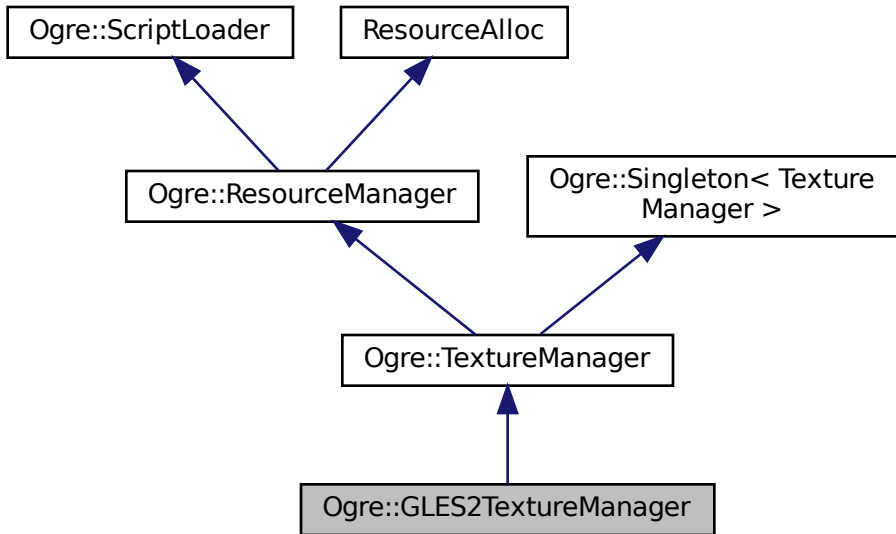 Ogre::ScriptLoader
ResourceAlloc
Ogre::ResourceManager
Ogre::Singleton< Texture
Manager >
Ogre::TextureManager
Ogre::GLES2TextureManager